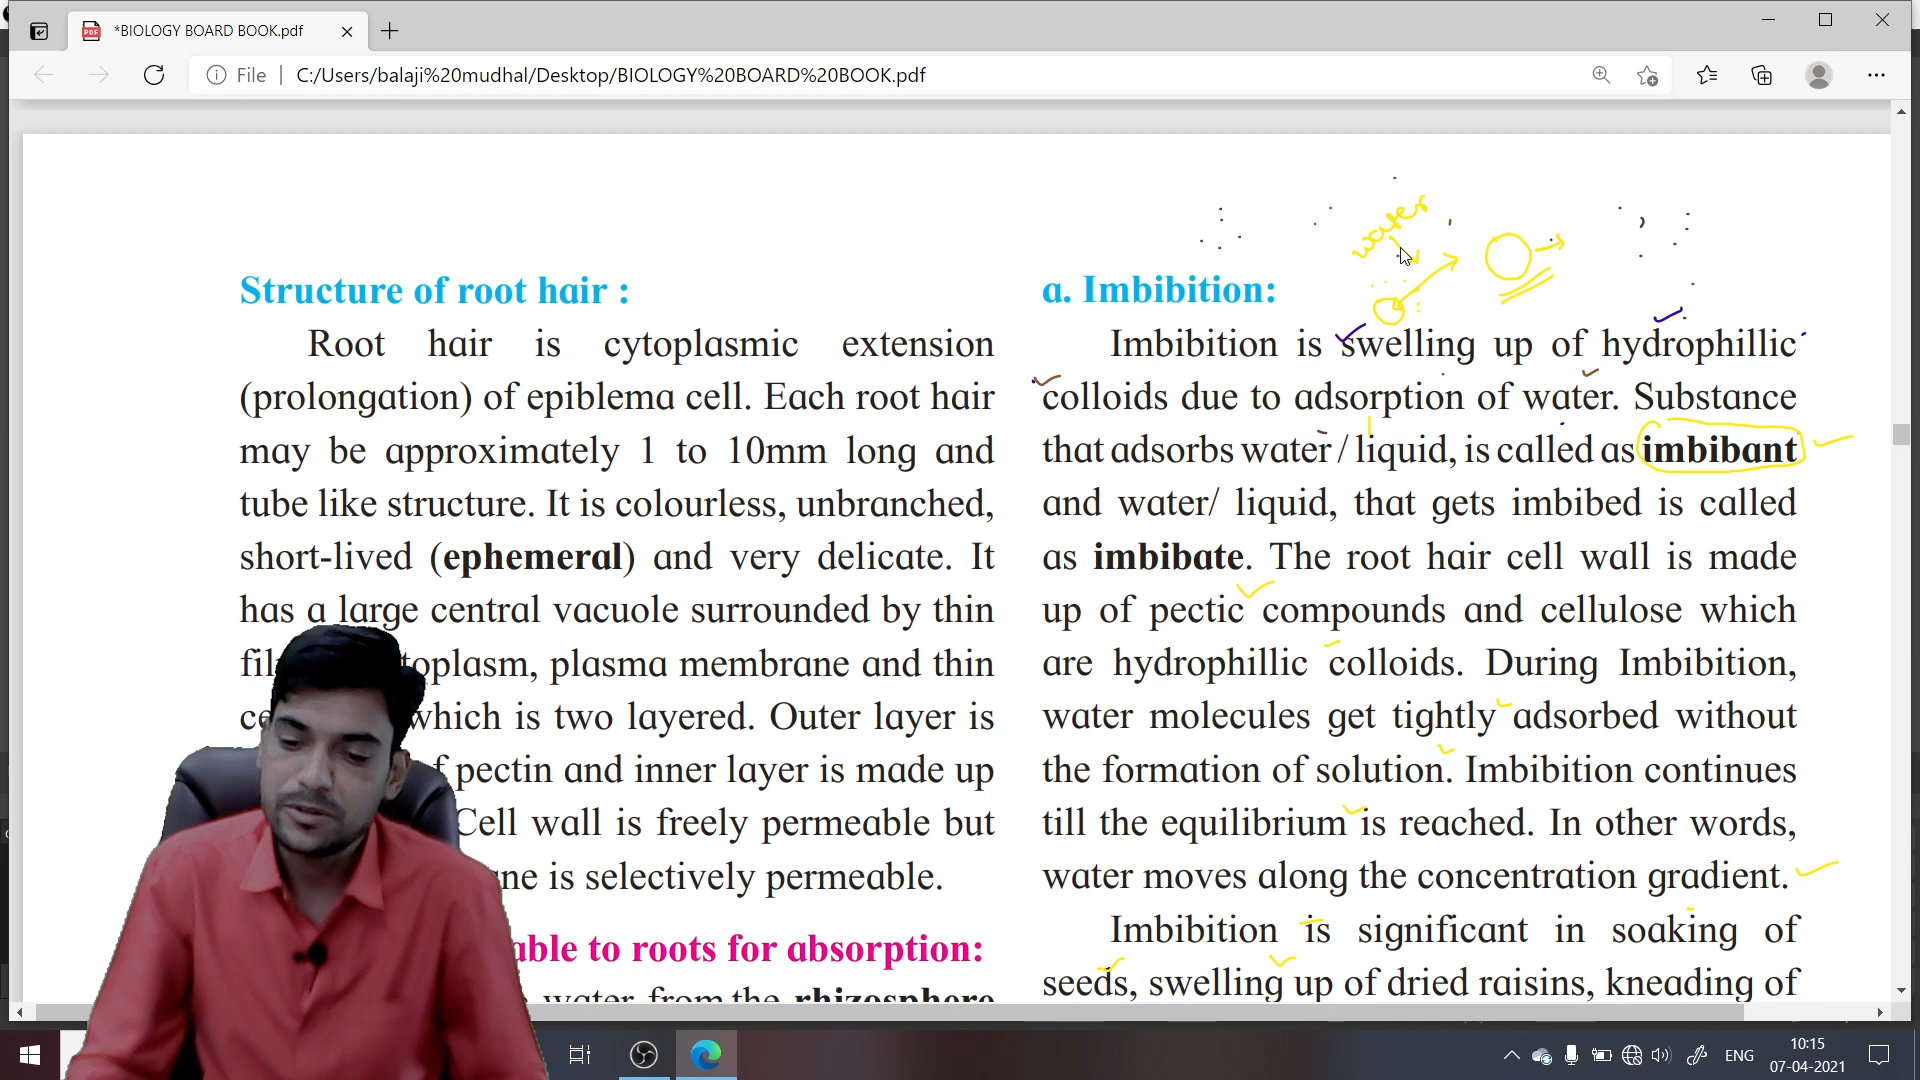 *BIOLOGY BOARD BOOK.pdf
File | C:/Users/balaji%20mudhal/Desktop/BIOLOGY%20BOARD%20BOOK.pdf
water
Structure of root hair :
Root hair is cytoplasmic extension
(prolongation) of epiblema cell. Each root hair
may be approximately 1 to 10mm long and
tube like structure. It is colourless, unbranched,
short-lived (ephemeral) and very delicate. It
has a large central vacuole surrounded by thin
plasma membrane and thin
which is two layered. Outer layer is
pectin and inner layer is made up
Cell wall is freely permeable but
is selectively permeable.
to roots for absorption:
water from the rhizosphere
a. Imbibition:
Imbibition is swelling up of hydrophillic
colloids due to adsorption of water. Substance
that adsorbs water / liquid, is called as imbibant
and water/ liquid, that gets imbibed is called
as imbibate. The root hair cell wall is made
up of pectic compounds and cellulose which
are hydrophillic colloids. During Imbibition,
water molecules get tightly adsorbed without
the formation of solution. Imbibition continues
till the equilibrium is reached. In other words,
water moves along the concentration gradient.
Imbibition is significant in soaking of
seeds, swelling up of dried raisins, kneading of
ENG
10:15
07-04-2021